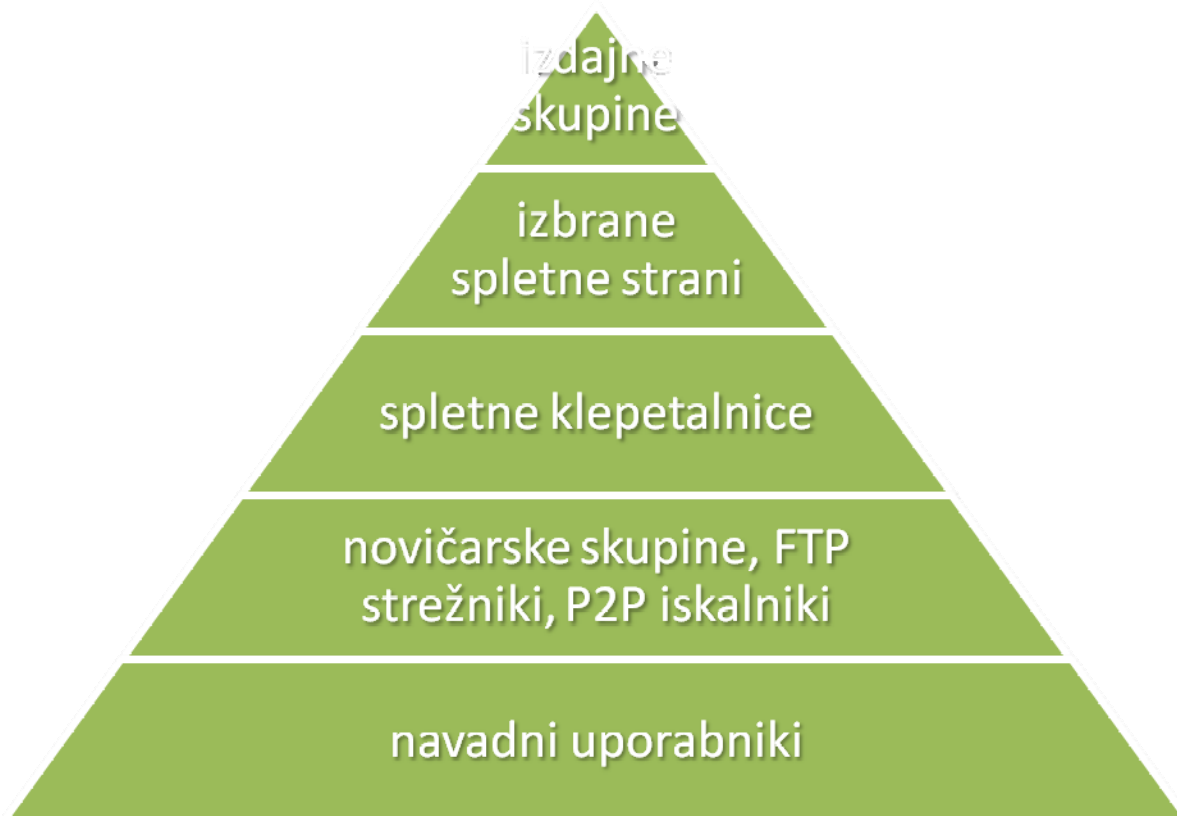 izdajne
skupine
izbrane
spletne strani
spletne klepetalnice
novičarske skupine, FTP
strežniki, P2P iskalniki
navadni uporabniki